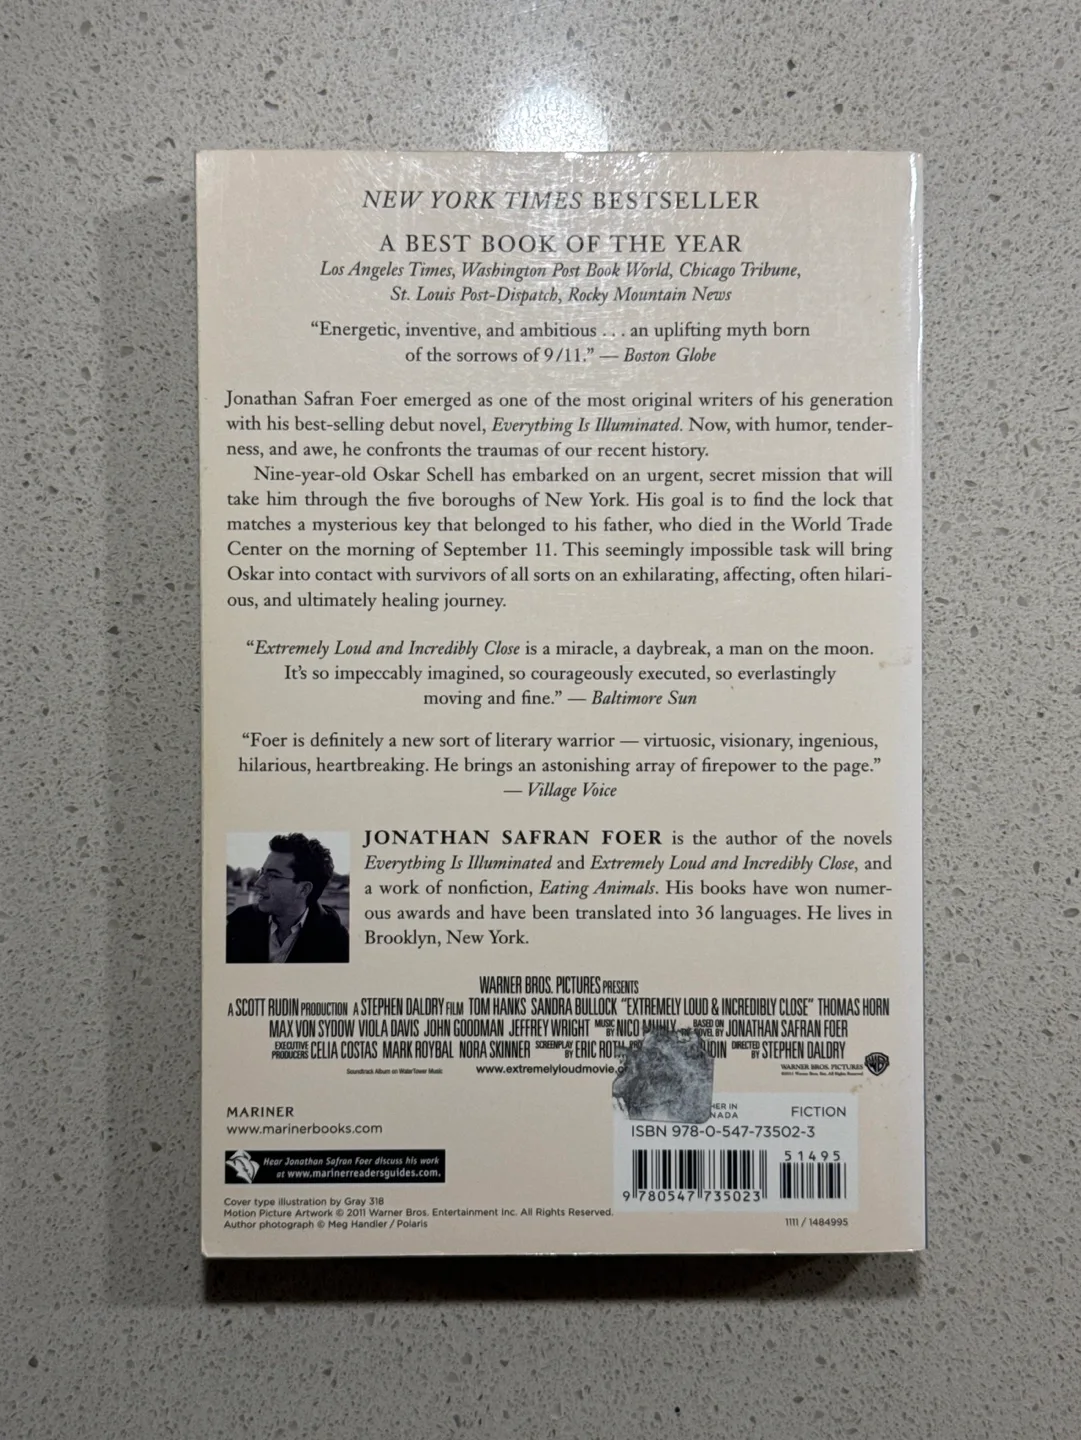 NEW YORK TIMES BESTSELLER
A BEST BOOK OF THE YEAR
Los Angeles Times, Washington Post Book World, Chicago Tribune,
St. Louis Post-Dispatch, Rocky Mountain News
“Energetic, inventive, and ambitious . . . an uplifting myth born
of the sorrows of 9/11.” — Boston Globe
Jonathan Safran Foer emerged as one of the most original writers of his generation
with his best-selling debut novel, Everything Is Illuminated. Now, with humor, tender-
ness, and awe, he confronts the traumas of our recent history.
Nine-year-old Oskar Schell has embarked on an urgent, secret mission that will
take him through the five boroughs of New York. His goal is to find the lock that
matches a mysterious key that belonged to his father, who died in the World Trade
Center on the morning of September 11. This seemingly impossible task will bring
Oskar into contact with survivors of all sorts on an exhilarating, affecting, often hilari-
ous, and ultimately healing journey.
“Extremely Loud and Incredibly Close is a miracle, a daybreak, a man on the moon.
It’s so impeccably imagined, so courageously executed, so everlastingly
moving and fine.” — Baltimore Sun
“Foer is definitely a new sort of literary warrior — virtuosic, visionary, ingenious,
hilarious, heartbreaking. He brings an astonishing array of firepower to the page.”
— Village Voice
JONATHAN SAFRAN FOER is the author of the novels
Everything Is Illuminated and Extremely Loud and Incredibly Close, and
a work of nonfiction, Eating Animals. His books have won numer-
ous awards and have been translated into 36 languages. He lives in
Brooklyn, New York.
WARNER BROS. PICTURES PRESENTS
A SCOTT RUDIN PRODUCTION A STEPHEN DALDRY FILM TOM HANKS SANDRA BULLOCK “EXTREMELY LOUD & INCREDIBLY CLOSE” THOMAS HORN
MAX VON SYDOW VIOLA DAVIS JOHN GOODMAN JEFFREY WRIGHT MUSIC BY NICO BASED ON NOVEL BY JONATHAN SAFRAN FOER
EXECUTIVE PRODUCERS CELIA COSTAS MARK ROYBAL NORA SKINNER SCREENPLAY BY ERIC DIRECTED BY STEPHEN DALDRY
Soundtrack Album on WaterTower Music www.extremelyloudmovie. WARNER BROS. PICTURES
WB
MARINER
www.marinerbooks.com
Hear Jonathan Safran Foer discuss his work
at www.marinerreadersguides.com.
Cover type illustration by Gray 318
Motion Picture Artwork © 2011 Warner Bros. Entertainment Inc. All Rights Reserved.
Author photograph © Meg Handler / Polaris
IN
FICTION
ISBN 978-0-547-73502-3
51495
9 780547 735023
1111 / 1484995